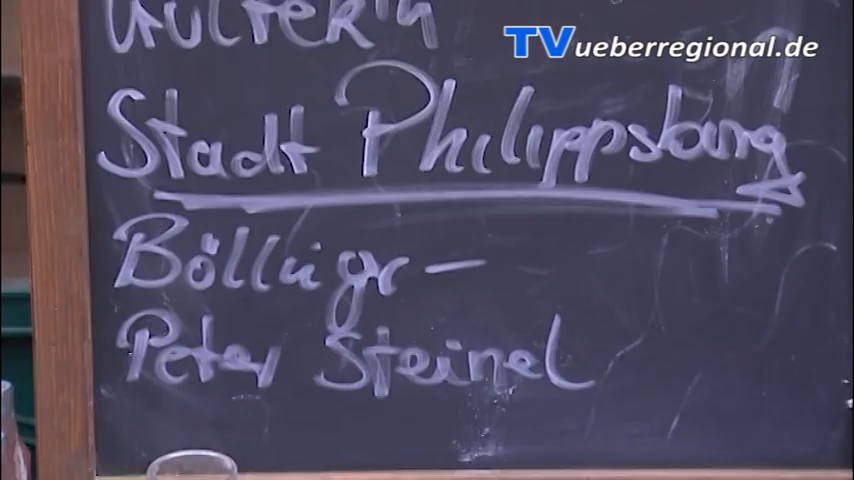 TVueberregional.de
Stadt Philippsburg
Böllinger –
Peter Steinel